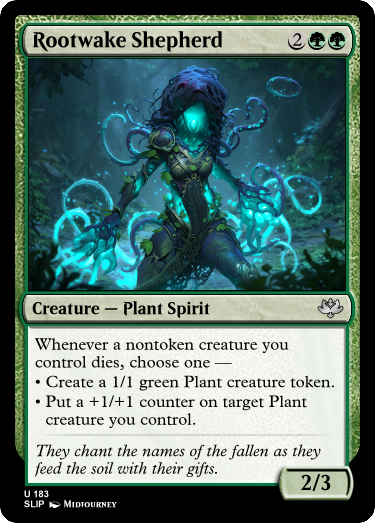 Rootwake Shepherd 2
Creature — Plant Spirit
Whenever a nontoken creature you
control dies, choose one —
• Create a 1/1 green Plant creature token.
• Put a +1/+1 counter on target Plant
creature you control.
They chant the names of the fallen as they
feed the soil with their gifts.
2/3
U 183
SLIP Midjourney